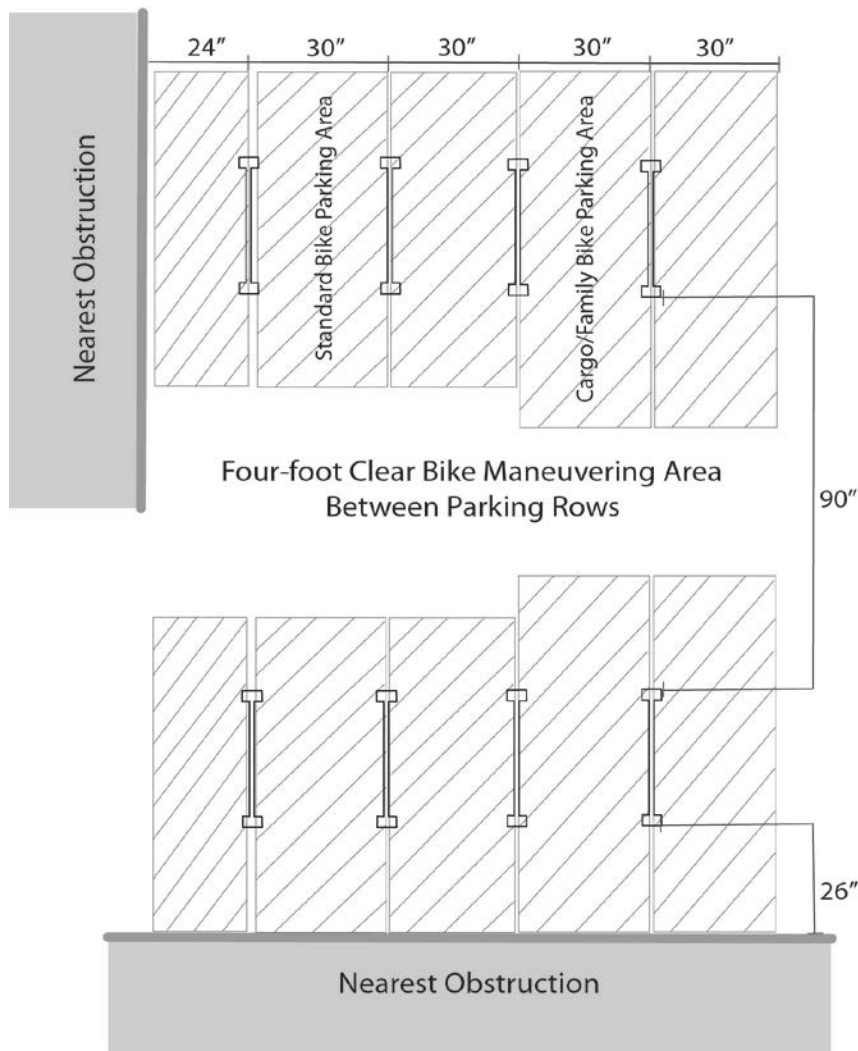 24” 30” 30” 30” 30”
Nearest Obstruction
Standard Bike Parking Area
Cargo/Family Bike Parking Area
Four-foot Clear Bike Maneuvering Area
Between Parking Rows
90”
26”
Nearest Obstruction